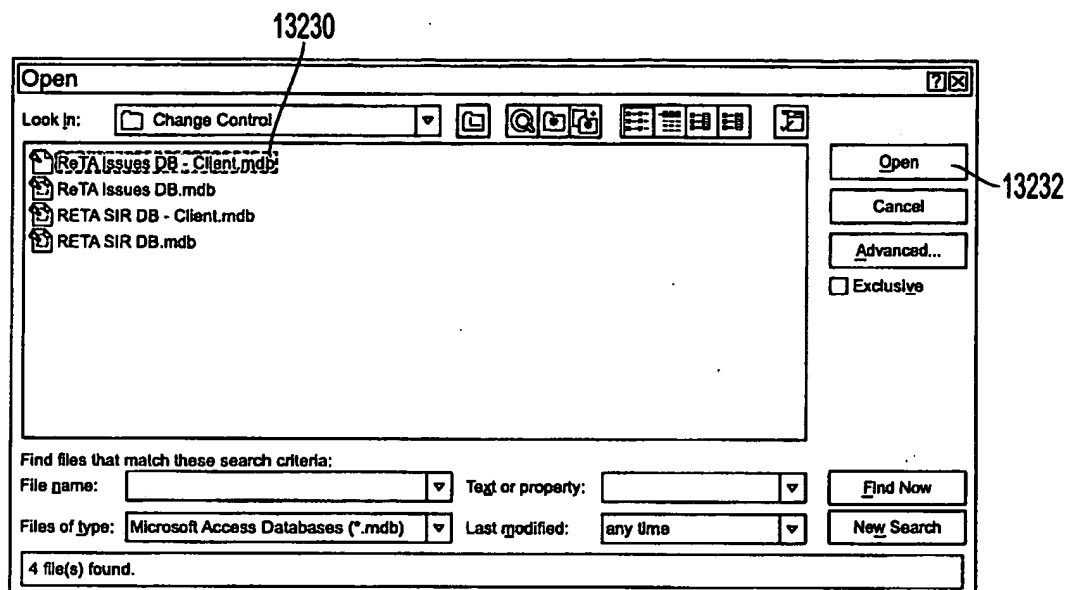 13230
Open
Look in: Change Control
ReTA Issues DB - Client.mdb
Open
13232
ReTA Issues DB.mdb
RETA SIR DB - Client.mdb
Cancel
RETA SIR DB.mdb
Advanced...
Exclusive
Find files that match these search criteria:
File name:
Text or property:
Find Now
Files of type: Microsoft Access Databases (*.mdb)
Last modified: any time
New Search
4 file(s) found.